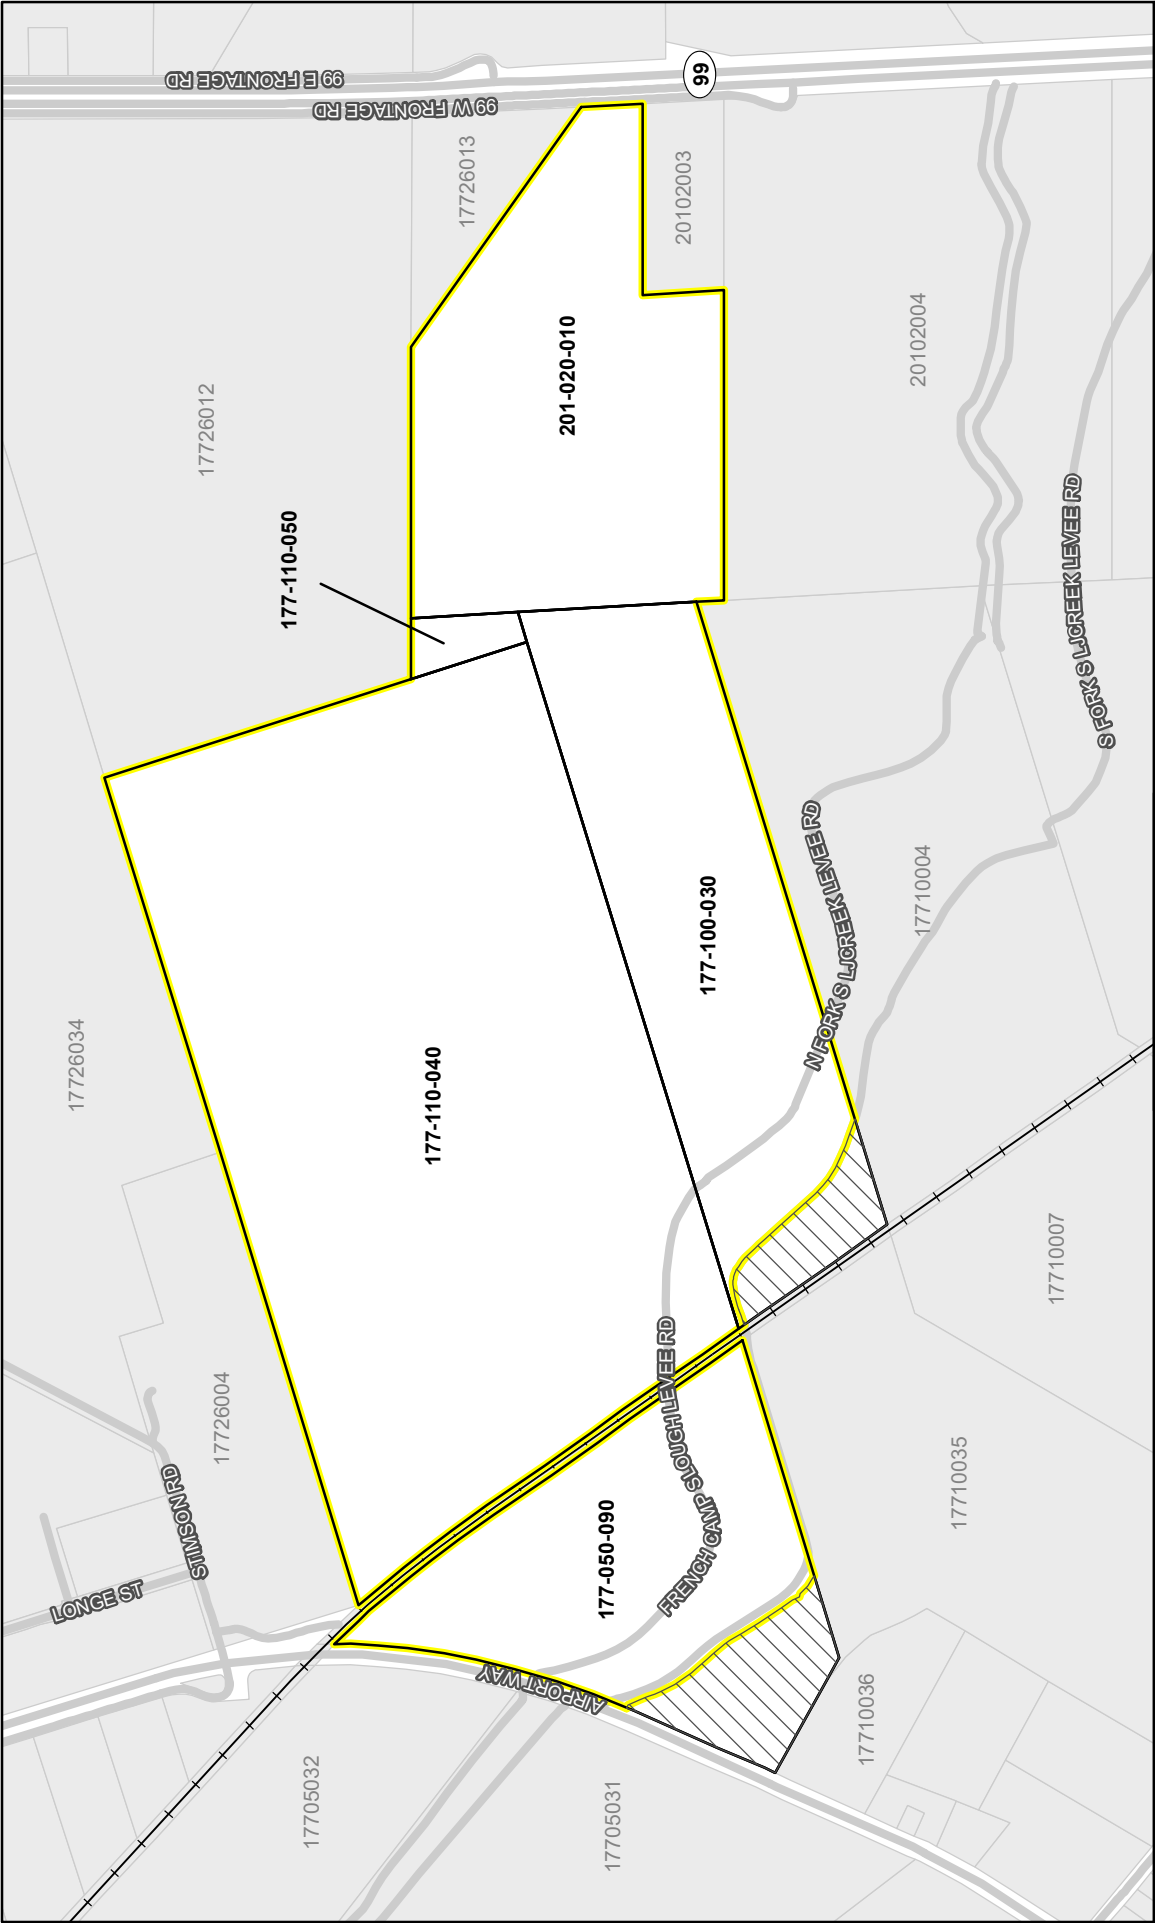 99 E FRONTAGE RD
99 W FRONTAGE RD
99
17726013
20102003
17726012
201-020-010
20102004
177-110-050
S FORK S LJCREEK LEVEE RD
N FORK S LJCREEK LEVEE RD
177-100-030
17710004
17726034
177-110-040
17710007
17726004
STIMSON RD
LONGE ST
FRENCH CAMP SLOUGH LEVEE RD
177-050-090
17710035
AIRPORT WAY
17710036
17705032
17705031